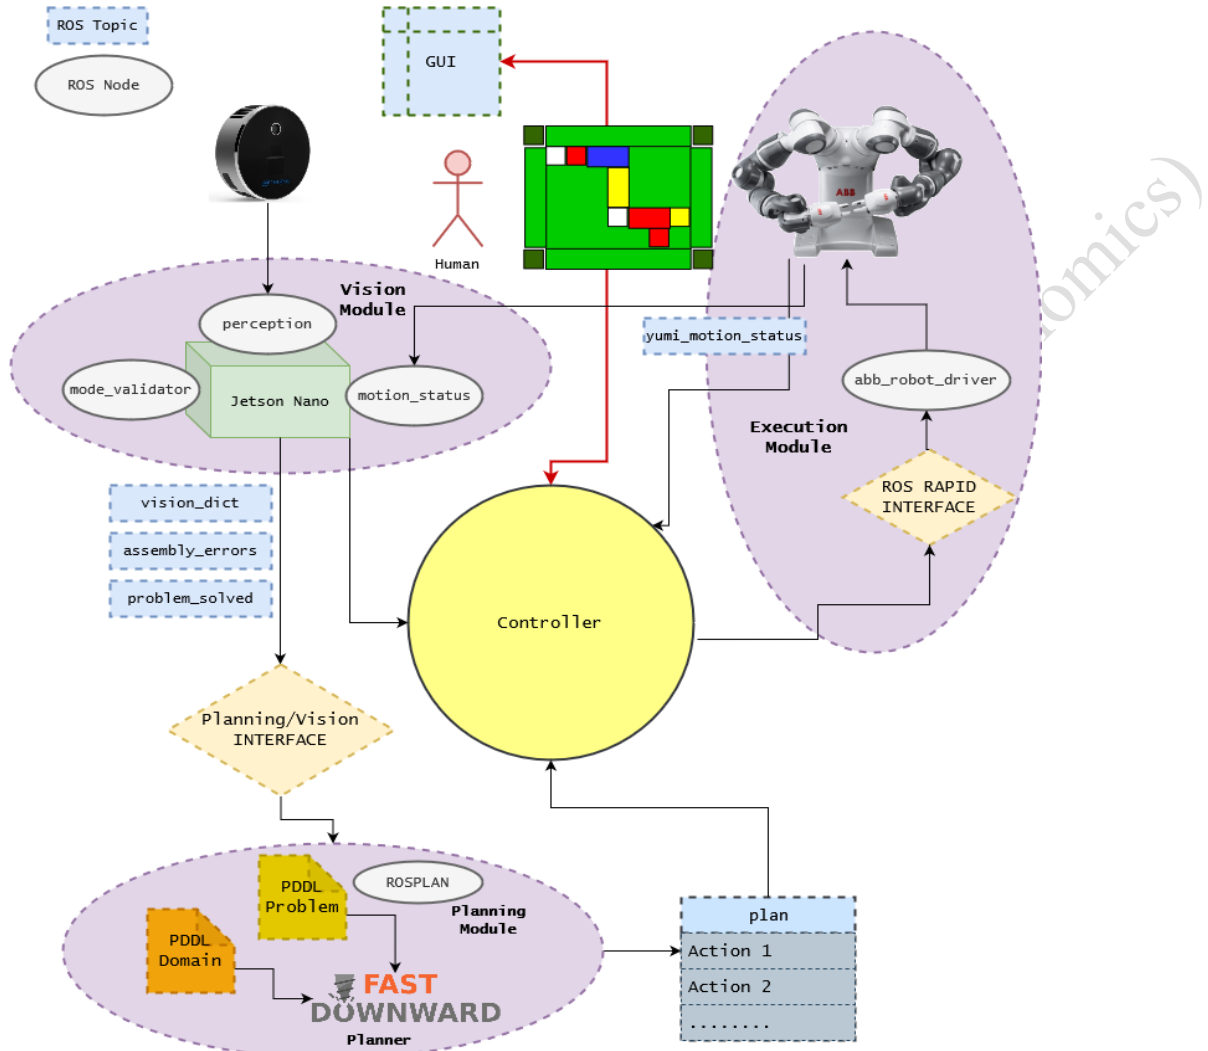 ROS Topic
ROS Node
GUI
Human
ABB
Vision
Module
perception
mode_validator
Jetson Nano
motion_status
yumi_motion_status
abb_robot_driver
Execution
Module
ROS RAPID
INTERFACE
vision_dict
assembly_errors
problem_solved
Controller
Planning/Vision
INTERFACE
PDDL
Problem
ROSPLAN
Planning
Module
PDDL
Domain
FAST
DOWNWARD
Planner
plan
Action 1
Action 2
........
omics)